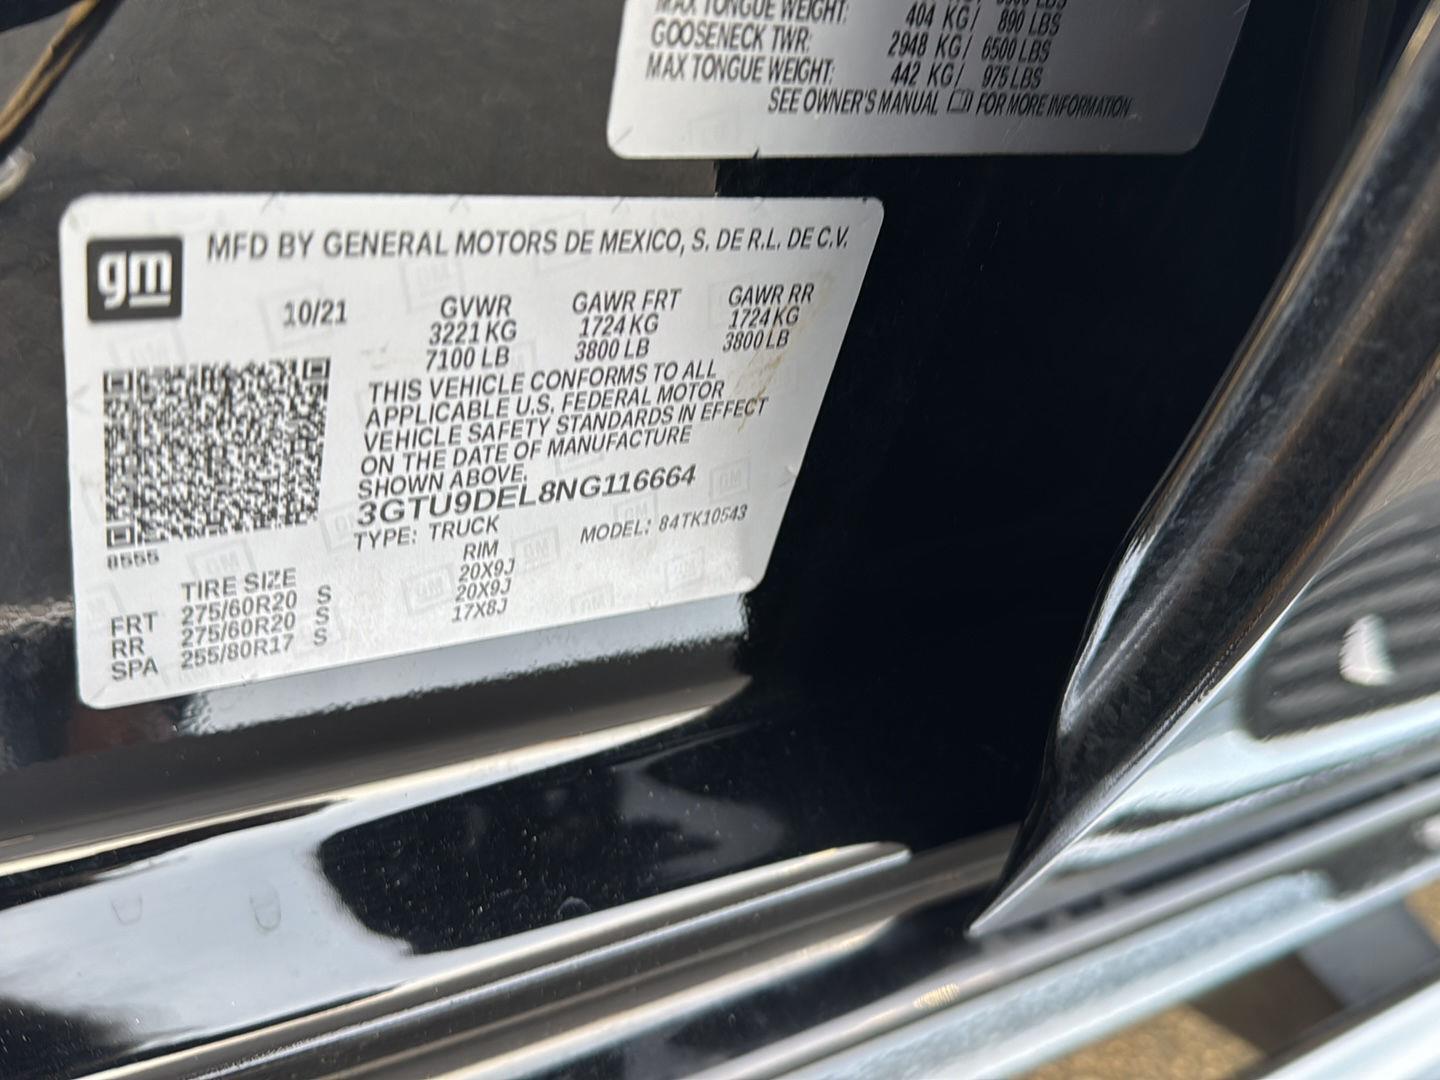 MAX TONGUE WEIGHT: 404 KG/ 890 LBS
GOOSENECK TWR: 2948 KG/ 6500 LBS
MAX TONGUE WEIGHT: 442 KG/ 975 LBS
SEE OWNER'S MANUAL FOR MORE INFORMATION
gm
MFD BY GENERAL MOTORS DE MEXICO, S. DE R.L. DE C.V.
10/21 GVWR GAWR FRT GAWR RR
3221 KG 1724 KG 1724 KG
7100 LB 3800 LB 3800 LB
THIS VEHICLE CONFORMS TO ALL
APPLICABLE U.S. FEDERAL MOTOR
VEHICLE SAFETY STANDARDS IN EFFECT
ON THE DATE OF MANUFACTURE
SHOWN ABOVE.
3GTU9DEL8NG116664
TYPE: TRUCK MODEL: 84TK10543
8555
TIRE SIZE RIM
FRT 275/60R20 S 20X9J
RR 275/60R20 S 20X9J
SPA 255/80R17 S 17X8J